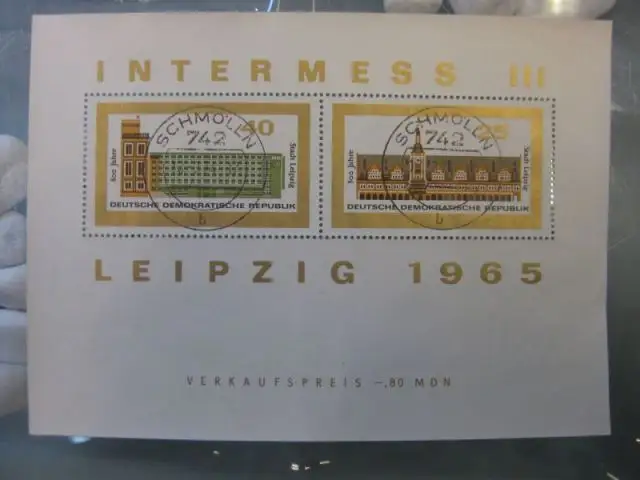 INTERMESS III
SCHMÖLLN
742
40
800 Jahre
Stadt Leipzig
DEUTSCHE DEMOKRATISCHE REPUBLIK
b
SCHMÖLLN
742
800 Jahre
Stadt Leipzig
DEUTSCHE DEMOKRATISCHE REPUBLIK
b
LEIPZIG 1965
VERKAUFSPREIS –,80 MDN